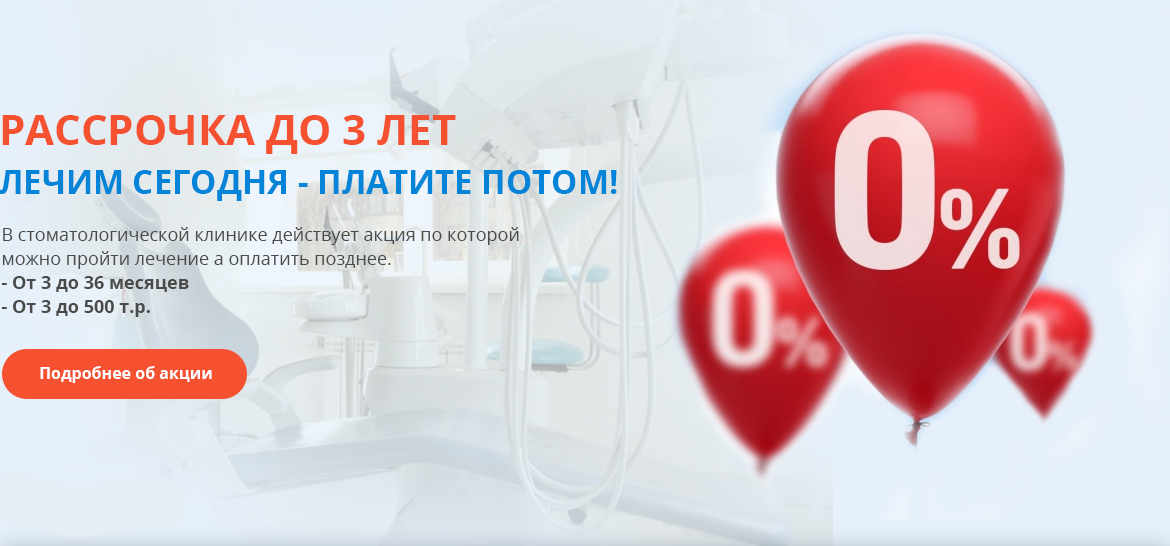 РАССРОЧКА ДО 3 ЛЕТ
ЛЕЧИМ СЕГОДНЯ - ПЛАТИТЕ ПОТОМ!
В стоматологической клинике действует акция по которой
можно пройти лечение а оплатить позднее.
- От 3 до 36 месяцев
- От 3 до 500 т.р.
Подробнее об акции
0%
0%
0%